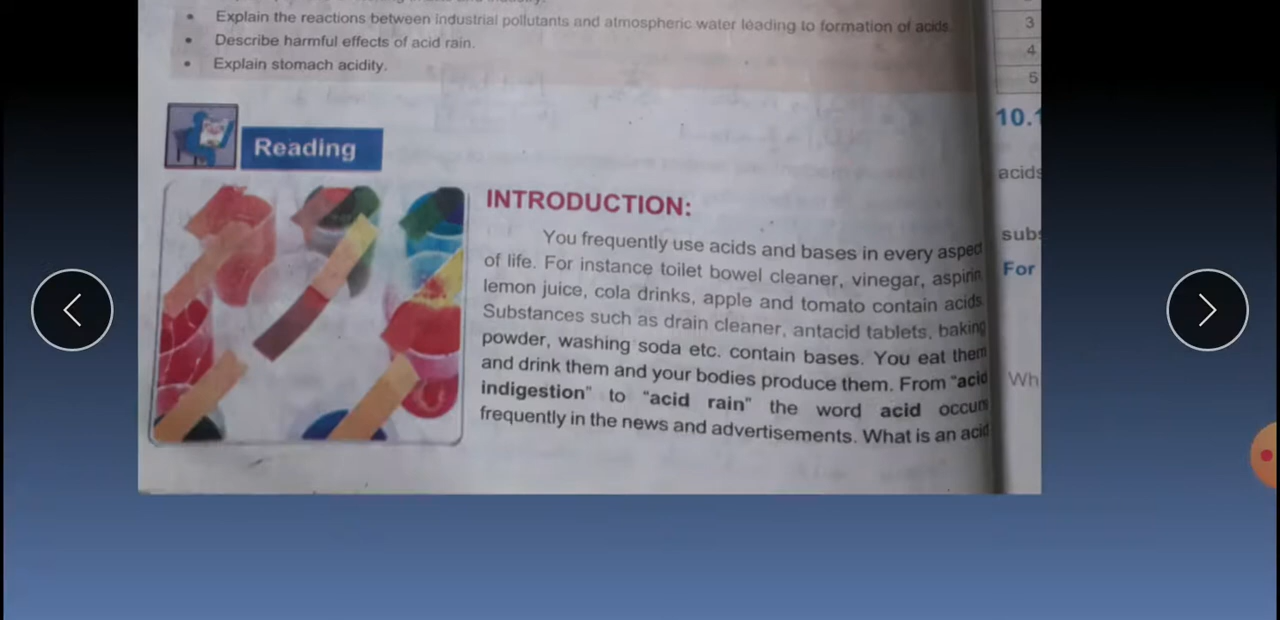 Explain the reactions between industrial pollutants and atmospheric water leading to formation of acids.
Describe harmful effects of acid rain.
Explain stomach acidity.
Reading
INTRODUCTION:
You frequently use acids and bases in every aspect
of life. For instance toilet bowel cleaner, vinegar, aspirin
lemon juice, cola drinks, apple and tomato contain acids.
Substances such as drain cleaner, antacid tablets, baking
powder, washing soda etc. contain bases. You eat them
and drink them and your bodies produce them. From "acid
indigestion" to "acid rain" the word acid occurs
frequently in the news and advertisements. What is an acid
3
4
5
10.1
acids
subs
For
Wh